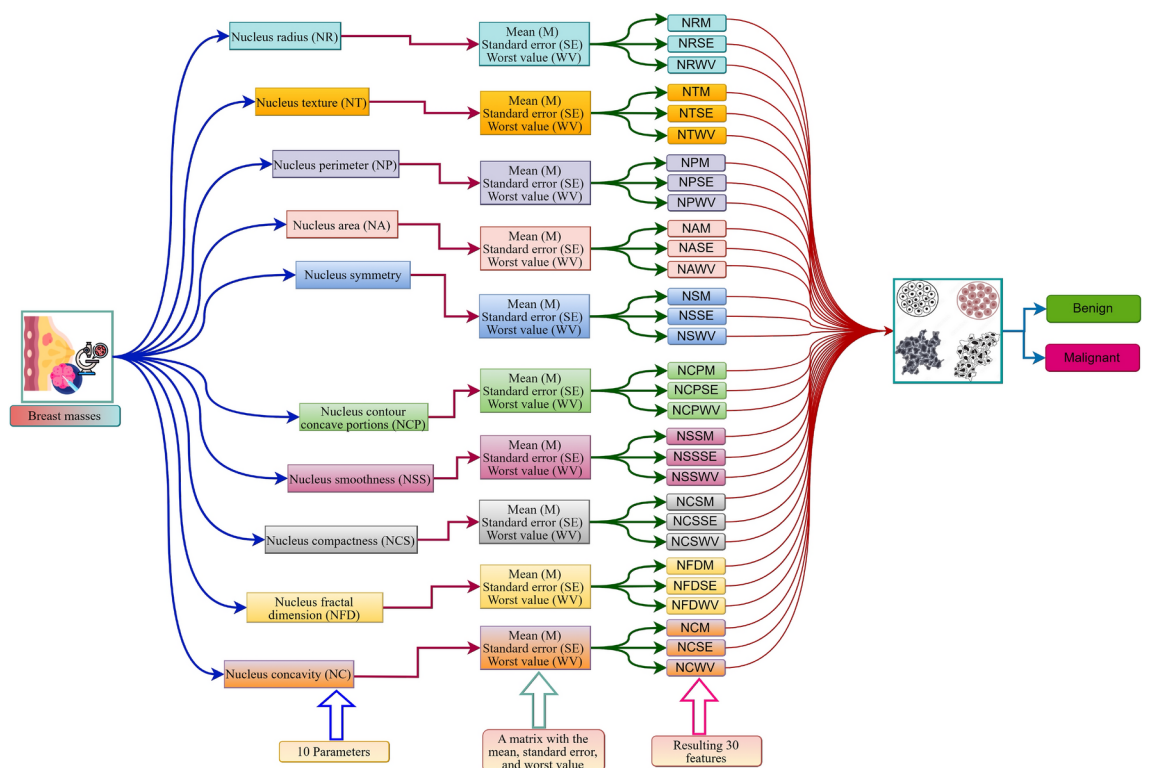 Nucleus radius (NR)
Mean (M)
Standard error (SE)
Worst value (WV)
NRM
NRSE
NRWV
Nucleus texture (NT)
Mean (M)
Standard error (SE)
Worst value (WV)
NTM
NTSE
NTWV
Nucleus perimeter (NP)
Mean (M)
Standard error (SE)
Worst value (WV)
NPM
NPSE
NPWV
Nucleus area (NA)
Mean (M)
Standard error (SE)
Worst value (WV)
NAM
NASE
NAWV
Nucleus symmetry
Mean (M)
Standard error (SE)
Worst value (WV)
NSM
NSSE
NSWV
Breast masses
Benign
Malignant
Nucleus contour
concave portions (NCP)
Mean (M)
Standard error (SE)
Worst value (WV)
NCPM
NCPSE
NCPWV
Nucleus smoothness (NSS)
Mean (M)
Standard error (SE)
Worst value (WV)
NSSM
NSSSE
NSSWV
Nucleus compactness (NCS)
Mean (M)
Standard error (SE)
Worst value (WV)
NCSM
NCSSE
NCSWV
Nucleus fractal
dimension (NFD)
Mean (M)
Standard error (SE)
Worst value (WV)
NFDM
NFDSE
NFDWV
Nucleus concavity (NC)
Mean (M)
Standard error (SE)
Worst value (WV)
NCM
NCSE
NCWV
10 Parameters
A matrix with the
mean, standard error,
and worst value
Resulting 30
features